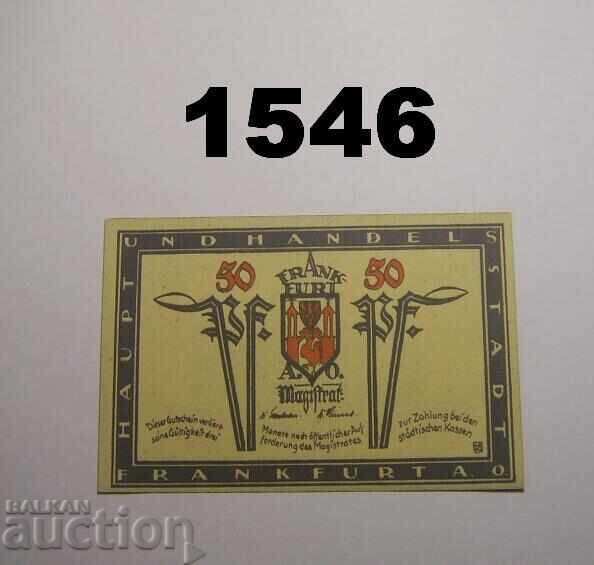 1546
HAUPT
UND HANDELS
STADT
50 50
FRANK
FURT
A. O.
Pf. Pf.
Magistrat
Dieser Gutschein verliert
seine Gültigkeit drei
Monate nach öffentlicher Auf
forderung des Magistrates
zur Zahlung bei den
städtischen Kassen
FRANKFURT A. O
BALKAN
auction